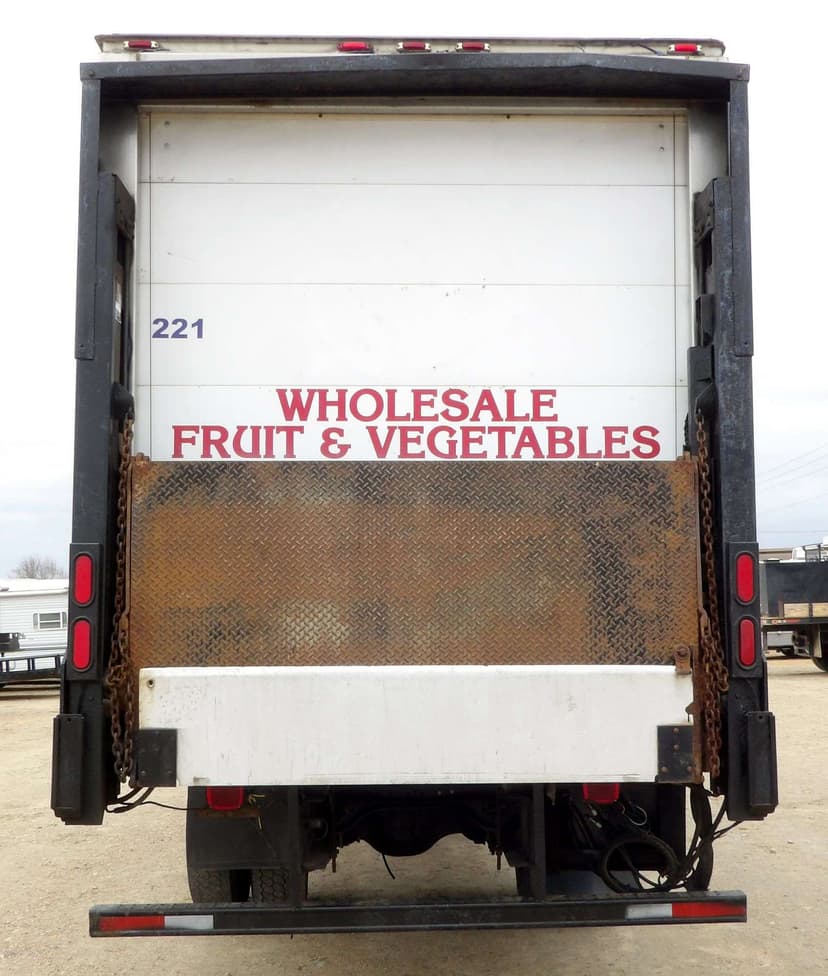 221
WHOLESALE
FRUIT & VEGETABLES